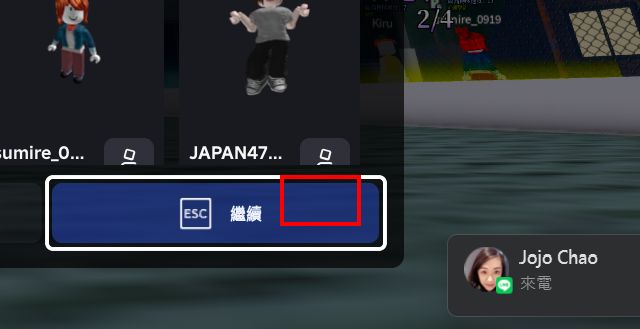 2/4
Kiru
sumire_0919
sumire_0...
JAPAN47...
ESC 繼續
Jojo Chao
來電